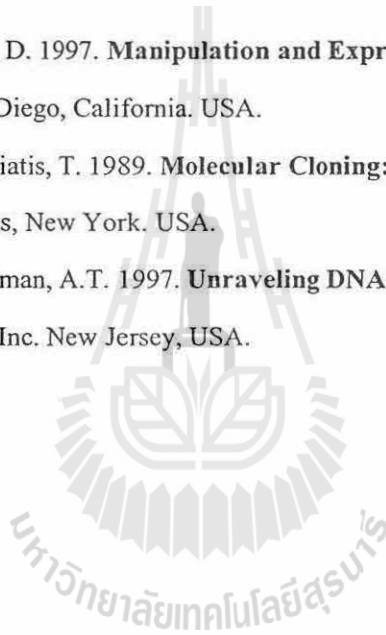 D. 1997. Manipulation and Expr
Diego, California. USA.
iatis, T. 1989. Molecular Cloning:
s, New York. USA.
man, A.T. 1997. Unraveling DNA
Inc. New Jersey, USA.
มหาวิทยาลัยเทคโนโลยีสุรนารี